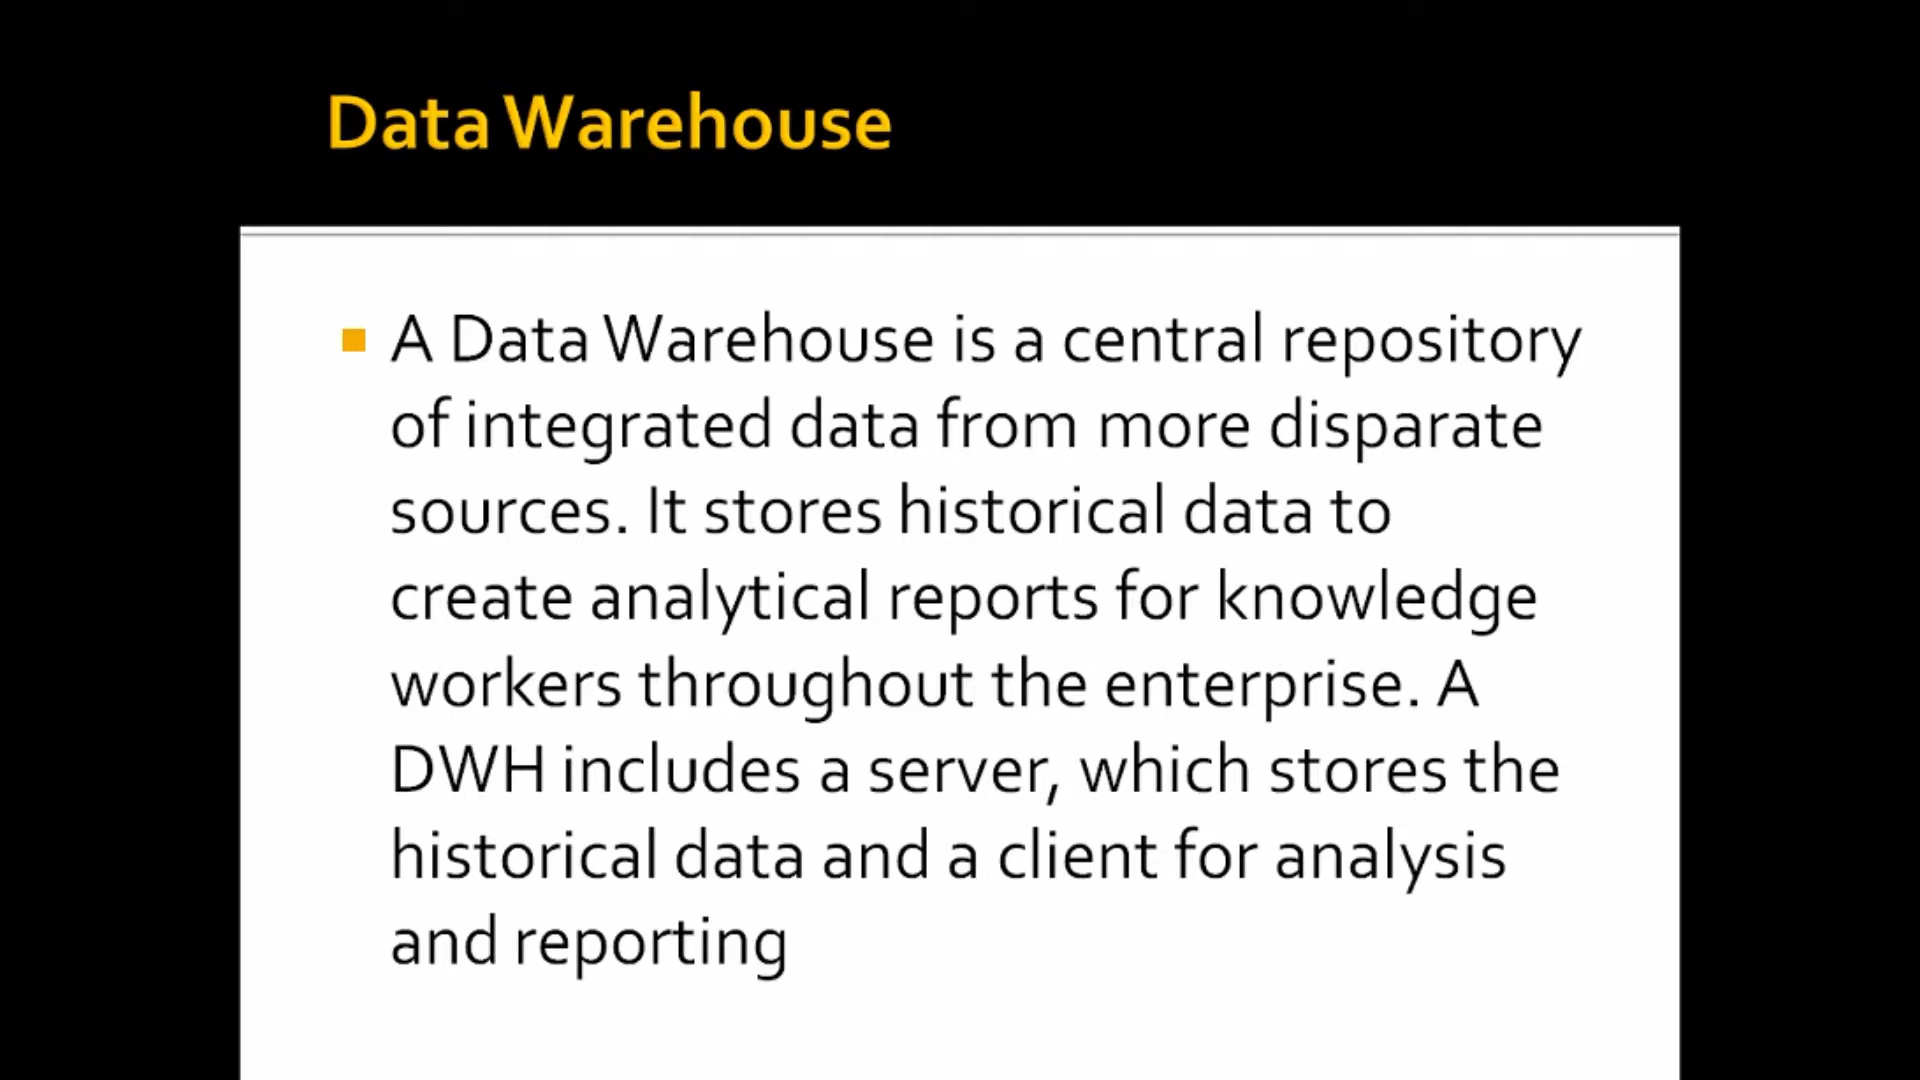 Data Warehouse
A Data Warehouse is a central repository
of integrated data from more disparate
sources. It stores historical data to
create analytical reports for knowledge
workers throughout the enterprise. A
DWH includes a server, which stores the
historical data and a client for analysis
and reporting